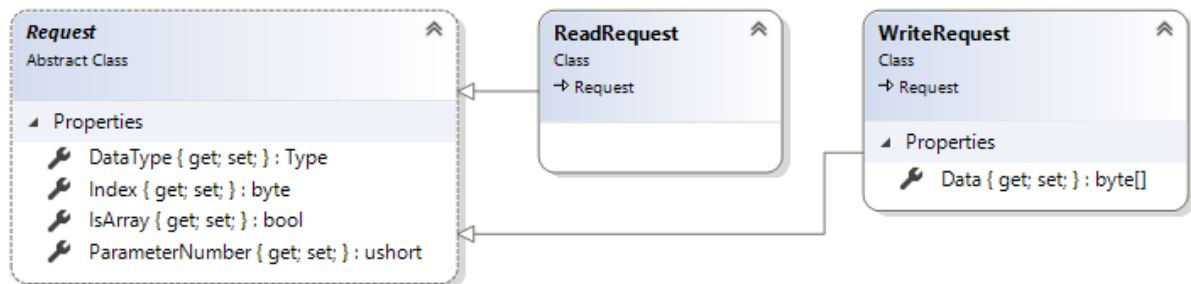 Request
Abstract Class
Properties
DataType { get; set; } : Type
Index { get; set; } : byte
IsArray { get; set; } : bool
ParameterNumber { get; set; } : ushort
ReadRequest
Class
Request
WriteRequest
Class
Request
Properties
Data { get; set; } : byte[]